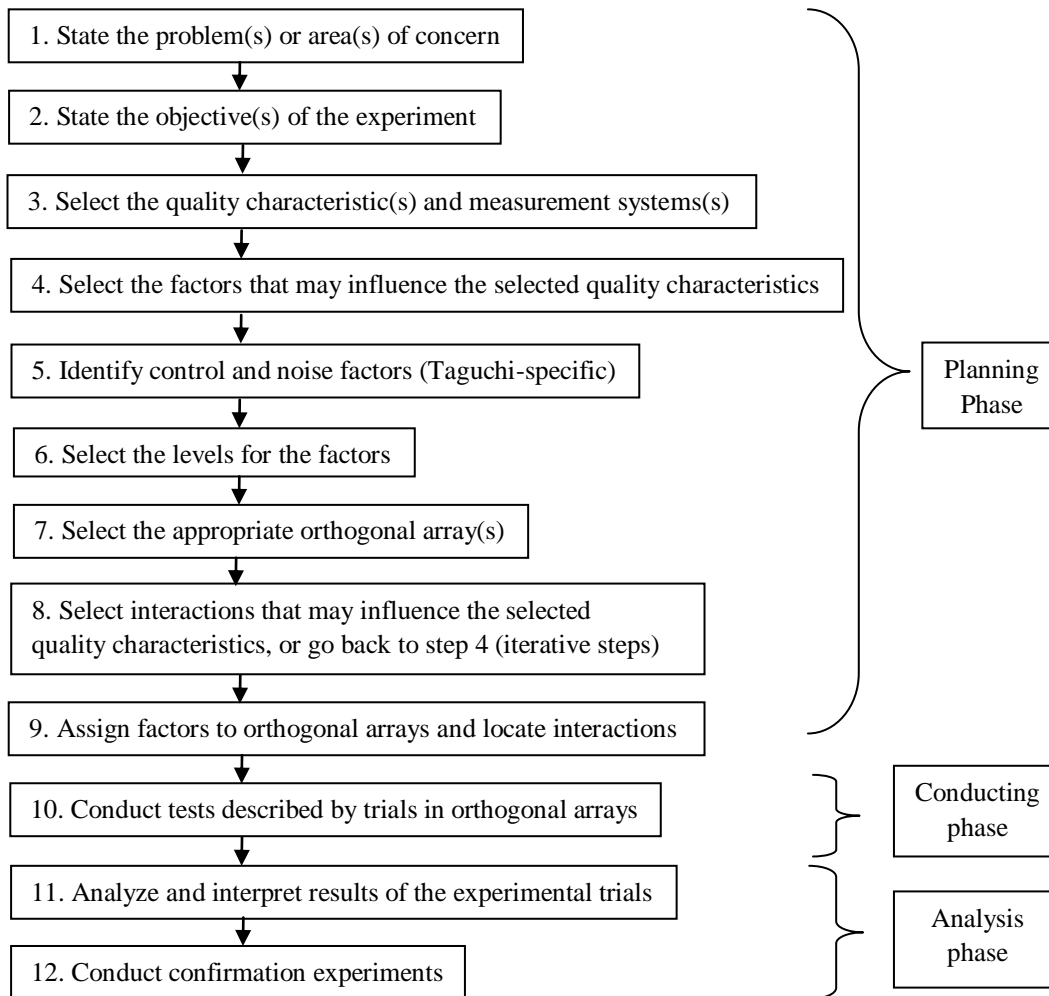 1. State the problem(s) or area(s) of concern
2. State the objective(s) of the experiment
3. Select the quality characteristic(s) and measurement systems(s)
4. Select the factors that may influence the selected quality characteristics
5. Identify control and noise factors (Taguchi-specific)
6. Select the levels for the factors
7. Select the appropriate orthogonal array(s)
8. Select interactions that may influence the selected
quality characteristics, or go back to step 4 (iterative steps)
9. Assign factors to orthogonal arrays and locate interactions
Planning
Phase
10. Conduct tests described by trials in orthogonal arrays
Conducting
phase
11. Analyze and interpret results of the experimental trials
12. Conduct confirmation experiments
Analysis
phase